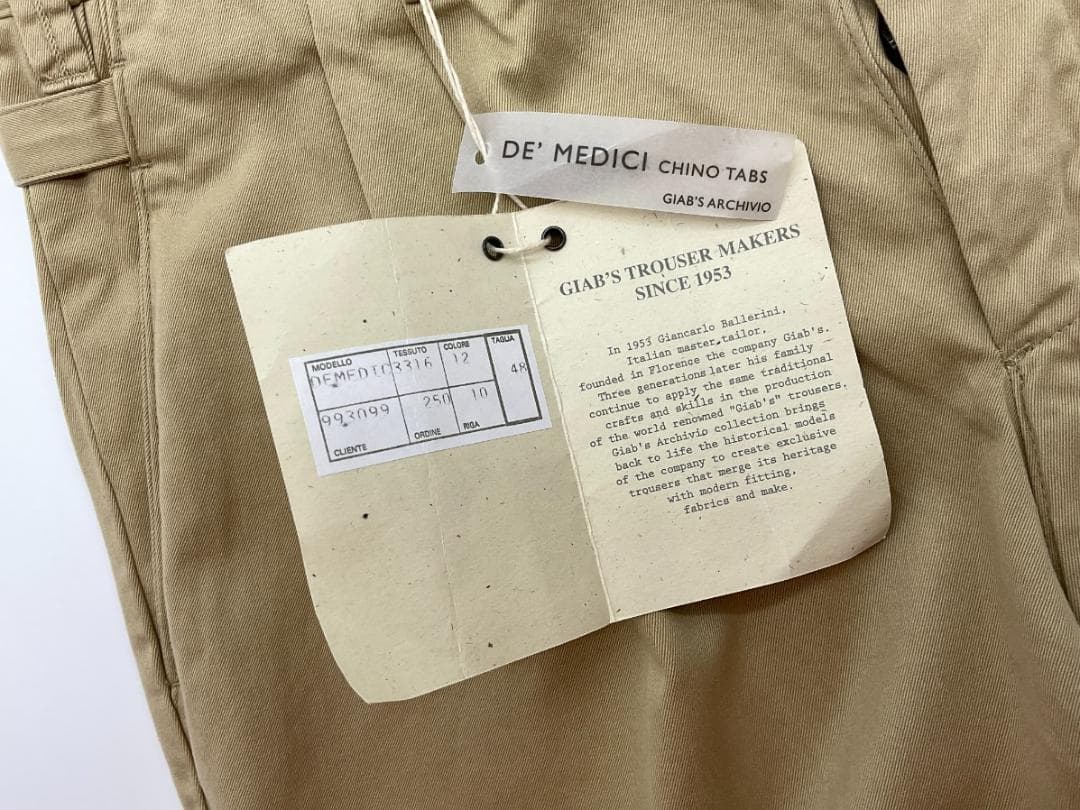 DE' MEDICI CHINO TABS
GIAB'S ARCHIVIO
GIAB'S TROUSER MAKERS
SINCE 1953
In 1953 Giancarlo Ballerini,
Italian master tailor,
founded in Florence the company Giab's.
Three generations later his family
continue to apply the same traditional
crafts and skills in the production
of the world renowned "Giab's" trousers.
Giab's Archivio collection brings
back to life the historical models
of the company to create exclusive
trousers that merge its heritage
with modern fitting,
fabrics and make.
MODELLO TESSUTO COLORE TAGLIA
DEMEDIC 3316 12 48
993099 250 10
CLIENTE ORDINE RIGA